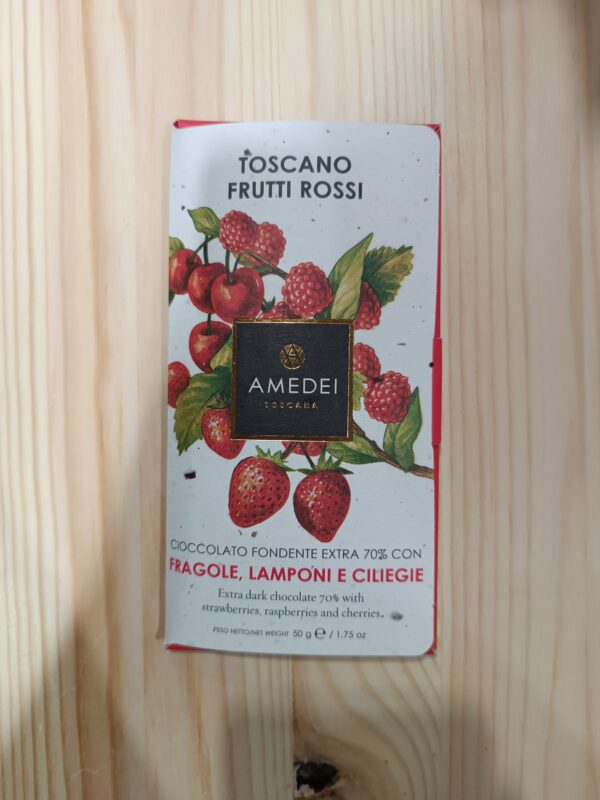 TOSCANO
FRUTTI ROSSI
AMEDEI
TOSCANA
CIOCCOLATO FONDENTE EXTRA 70% CON
FRAGOLE, LAMPONI E CILIEGIE
Extra dark chocolate 70% with
strawberries, raspberries and cherries.
PESO NETTO/NET WEIGHT 50 g ℮ / 1.75 oz